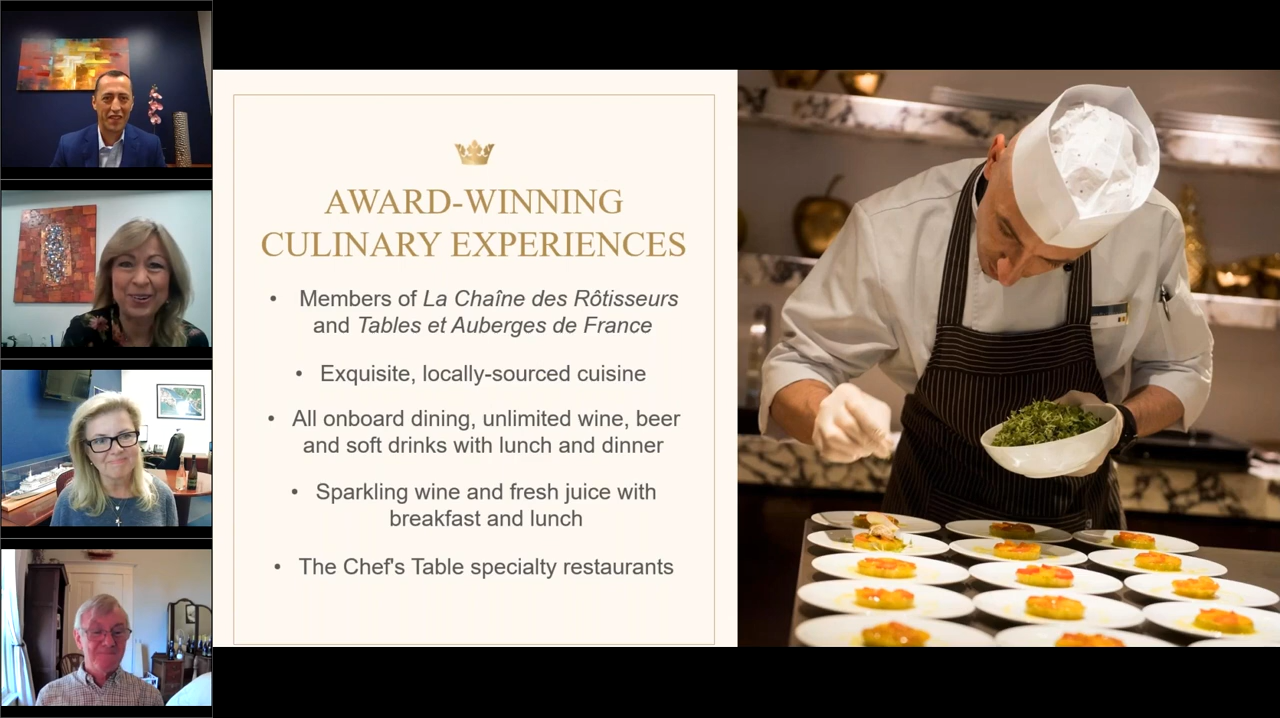 AWARD-WINNING
CULINARY EXPERIENCES
• Members of La Chaîne des Rôtisseurs
and Tables et Auberges de France
• Exquisite, locally-sourced cuisine
• All onboard dining, unlimited wine, beer
and soft drinks with lunch and dinner
• Sparkling wine and fresh juice with
breakfast and lunch
• The Chef's Table specialty restaurants